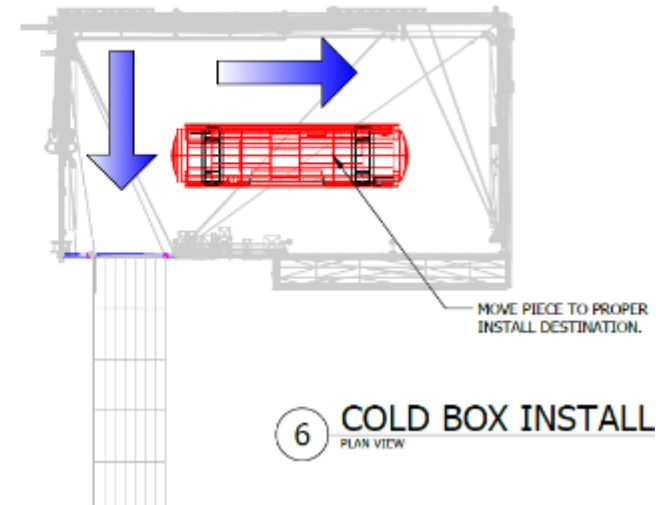 MOVE PIECE TO PROPER
INSTALL DESTINATION.
6
COLD BOX INSTALL
PLAN VIEW